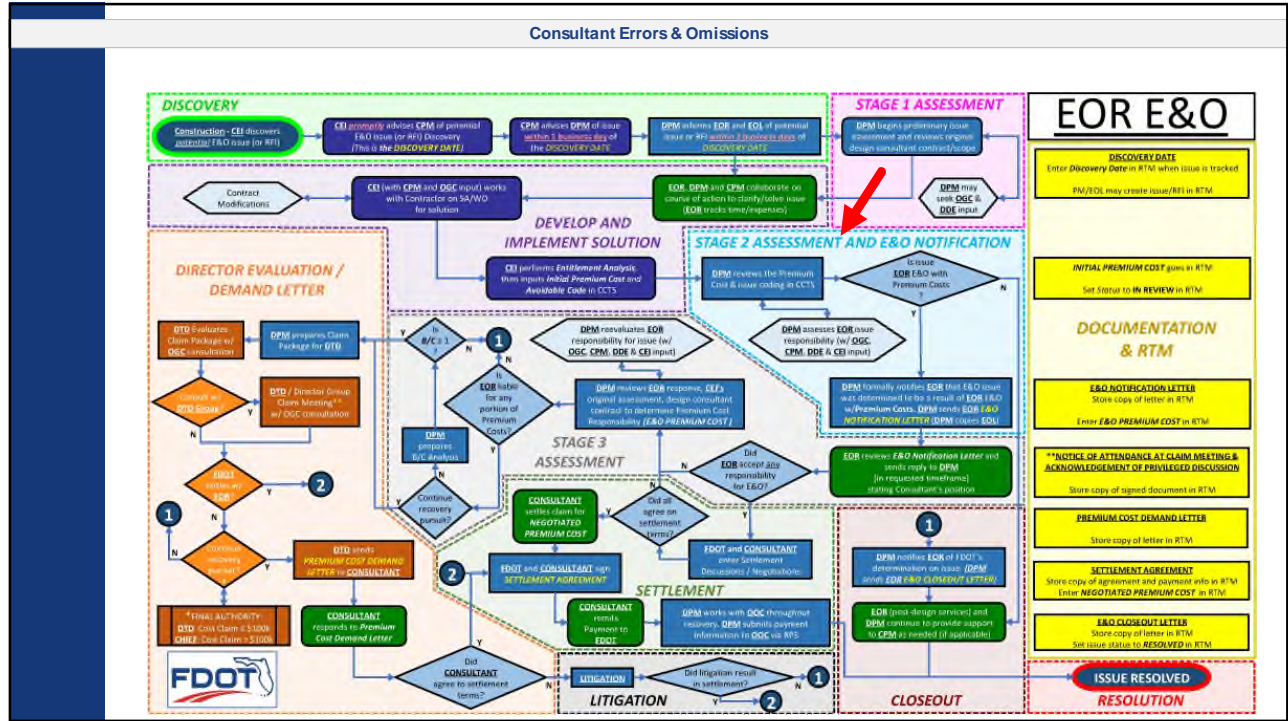 Consultant Errors & Omissions
DISCOVERY
Construction - CEI discovers
potential E&O issue (or RFI)
CEI promptly advises CPM of potential
E&O issue (or RFI) Discovery
(This is the DISCOVERY DATE)
CPM advises DPM of issue
within 1 business day of
the DISCOVERY DATE
DPM informs EOR and EOL of potential
issue or RFI within 2 business days of
DISCOVERY DATE
STAGE 1 ASSESSMENT
DPM begins preliminary issue
assessment and reviews original
design consultant contract/scope
DPM may
seek OGC &
DDE input
EOR E&O
DISCOVERY DATE
Enter Discovery Date in RTM when issue is tracked
PM/EOL may create issue/RFI in RTM
INITIAL PREMIUM COST goes in RTM
Set Status to IN REVIEW in RTM
DOCUMENTATION
& RTM
E&O NOTIFICATION LETTER
Store copy of letter in RTM
Enter E&O PREMIUM COST in RTM
**NOTICE OF ATTENDANCE AT CLAIM MEETING &
ACKNOWLEDGEMENT OF PRIVILEGED DISCUSSION
Store copy of signed document in RTM
PREMIUM COST DEMAND LETTER
Store copy of letter in RTM
SETTLEMENT AGREEMENT
Store copy of agreement and payment info in RTM
Enter NEGOTIATED PREMIUM COST in RTM
E&O CLOSEOUT LETTER
Store copy of letter in RTM
Set issue status to RESOLVED in RTM
ISSUE RESOLVED
RESOLUTION
Contract
Modifications
CEI (with CPM and OGC input) works
with Contractor on SA/WO
for solution
EOR, DPM and CPM collaborate on
course of action to clarify/solve issue
(EOR tracks time/expenses)
DEVELOP AND
IMPLEMENT SOLUTION
CEI performs Entitlement Analysis,
then inputs Initial Premium Cost and
Avoidable Code in CCTS
STAGE 2 ASSESSMENT AND E&O NOTIFICATION
DPM reviews the Premium
Cost & issue coding in CCTS
Is issue
EOR E&O with
Premium Costs
?
N
Y
DPM assesses EOR issue
responsibility (w/ OGC,
CPM, DDE & CEI input)
DPM formally notifies EOR that E&O issue
was determined to be a result of EOR E&O
w/Premium Costs. DPM sends EOR E&O
NOTIFICATION LETTER (DPM copies EOL)
EOR reviews E&O Notification Letter and
sends reply to DPM
(in requested timeframe)
stating Consultant's position
DIRECTOR EVALUATION /
DEMAND LETTER
DTD Evaluates
Claim Package w/
OGC consultation
DPM prepares Claim
Package for DTD
Y
Is
B/C ≥ 1
?
N
1
N
DPM reevaluates EOR
responsibility for issue (w/
OGC, CPM, DDE & CEI input)
Is
EOR liable
for any
portion of
Premium
Costs?
Y
DPM reviews EOR response, CEI's
original assessment, design consultant
contract to determine Premium Cost
Responsibility (E&O PREMIUM COST)
Consult w/
DTD Group?
Y
N
DTD / Director Group
Claim Meeting**
w/ OGC consultation
DPM
prepares
B/C Analysis
Y
Continue
recovery
pursuit?
N
STAGE 3
ASSESSMENT
Did
EOR accept any
responsibility
for E&O?
N
Y
FDOT
settles w/
EOR?
Y
2
N
1
N
Continue
recovery
pursuit?
Y
DTD sends
PREMIUM COST DEMAND
LETTER to CONSULTANT
*FINAL AUTHORITY:
DTD: Cost Claim ≤ $100k
CHIEF: Cost Claim > $100k
CONSULTANT
responds to Premium
Cost Demand Letter
FDOT
CONSULTANT
settles claim for
NEGOTIATED
PREMIUM COST
Y
Did all
agree on
settlement
terms?
N
FDOT and CONSULTANT
enter Settlement
Discussions / Negotiations
2
FDOT and CONSULTANT sign
SETTLEMENT AGREEMENT
SETTLEMENT
CONSULTANT
remits
Payment to
FDOT
DPM works with OOC throughout
recovery. DPM submits payment
information to OOC via RPS
Did
CONSULTANT
agree to settlement
terms?
Y
N
LITIGATION
Did litigation result
in settlement?
N
1
Y
2
LITIGATION
1
DPM notifies EOR of FDOT's
determination on issue. (DPM
sends EOR E&O CLOSEOUT LETTER)
EOR (post-design services) and
DPM continue to provide support
to CPM as needed (if applicable)
CLOSEOUT